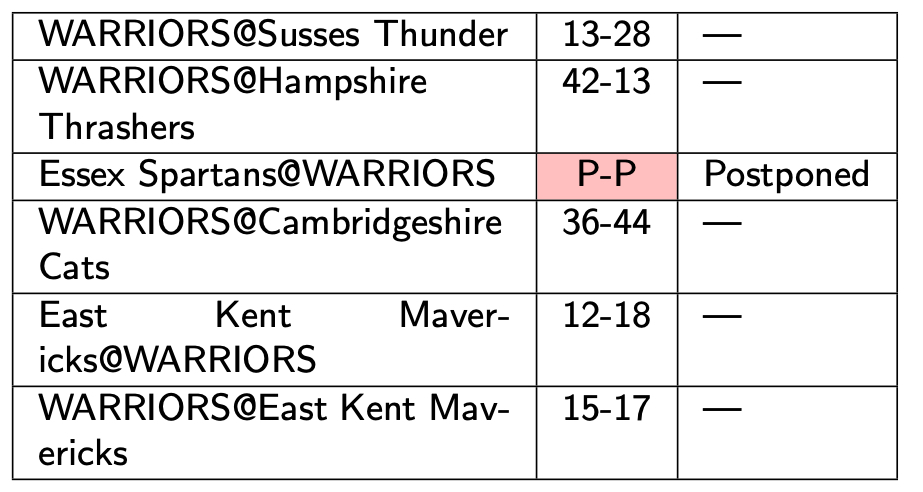 WARRIORS@Susses Thunder 13-28 —
WARRIORS@Hampshire 42-13 —
Thrashers
Essex Spartans@WARRIORS P-P Postponed
WARRIORS@Cambridgeshire 36-44 —
Cats
East Kent Maver- 12-18 —
icks@WARRIORS
WARRIORS@East Kent Mav- 15-17 —
ericks